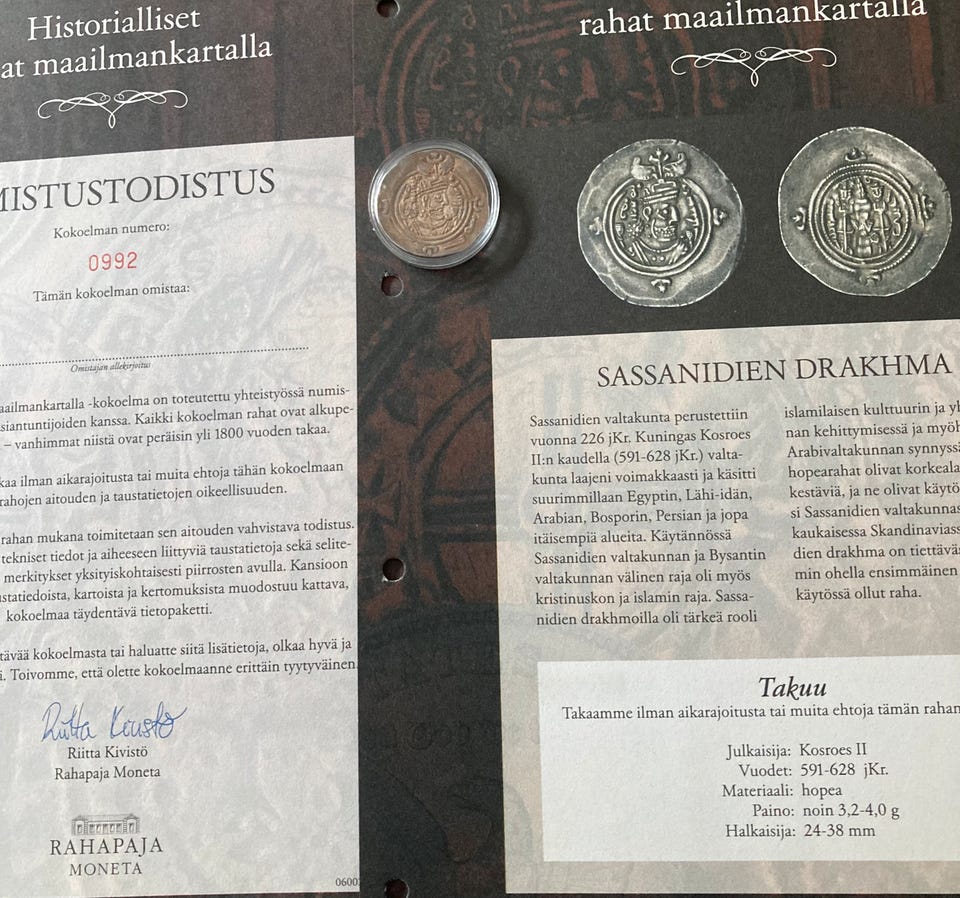 Historialliset
at maailmankartalla
MISTUSTODISTUS
Kokoelman numero:
0992
Tämän kokoelman omistaa:
Omistajan allekirjoitus
aailmankartalla -kokoelma on toteutettu yhteistyössä numis-
siantuntijoiden kanssa. Kaikki kokoelman rahat ovat alkupe-
– vanhimmat niistä ovat peräisin yli 1800 vuoden takaa.
kaa ilman aikarajoitusta tai muita ehtoja tähän kokoelmaan
rahojen aitouden ja taustatietojen oikeellisuuden.
rahan mukana toimitetaan sen aitouden vahvistava todistus.
tekniset tiedot ja aiheeseen liittyviä taustatietoja sekä selite-
merkitykset yksityiskohtaisesti piirrosten avulla. Kansioon
statiedoista, kartoista ja kertomuksista muodostuu kattava,
kokoelmaa täydentävä tietopaketti.
tävää kokoelmasta tai haluatte siitä lisätietoja, olkaa hyvä ja
i. Toivomme, että olette kokoelmaanne erittäin tyytyväinen
Riitta Kivistö
Riitta Kivistö
Rahapaja Moneta
RAHAPAJA
MONETA
0600
rahat maailmankartalla
SASSANIDIEN DRAKHMA
Sassanidien valtakunta perustettiin
vuonna 226 jKr. Kuningas Kosroes
II:n kaudella (591-628 jKr.) valta-
kunta laajeni voimakkaasti ja käsitti
suurimmillaan Egyptin, Lähi-idän,
Arabian, Bosporin, Persian ja jopa
itäisempiä alueita. Käytännössä
Sassanidien valtakunnan ja Bysantin
valtakunnan välinen raja oli myös
kristinuskon ja islamin raja. Sassa-
nidien drakhmoilla oli tärkeä rooli
islamilaisen kulttuurin ja yh
nan kehittymisessä ja myöh
Arabivaltakunnan synnyssä
hopearahat olivat korkeala
kestäviä, ja ne olivat käytö
si Sassanidien valtakunnas
kaukaisessa Skandinaviass
dien drakhma on tiettäväs
min ohella ensimmäinen
käytössä ollut raha.
Takuu
Takaamme ilman aikarajoitusta tai muita ehtoja tämän rahan
Julkaisija: Kosroes II
Vuodet: 591-628 jKr.
Materiaali: hopea
Paino: noin 3,2-4,0 g
Halkaisija: 24-38 mm